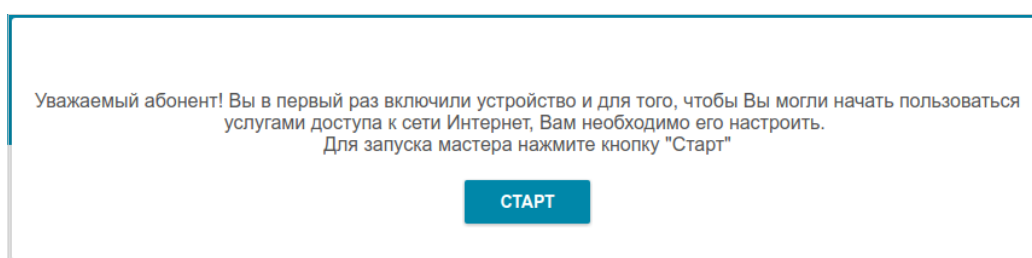 Уважаемый абонент! Вы в первый раз включили устройство и для того, чтобы Вы могли начать пользоваться
услугами доступа к сети Интернет, Вам необходимо его настроить.
Для запуска мастера нажмите кнопку "Старт"
СТАРТ